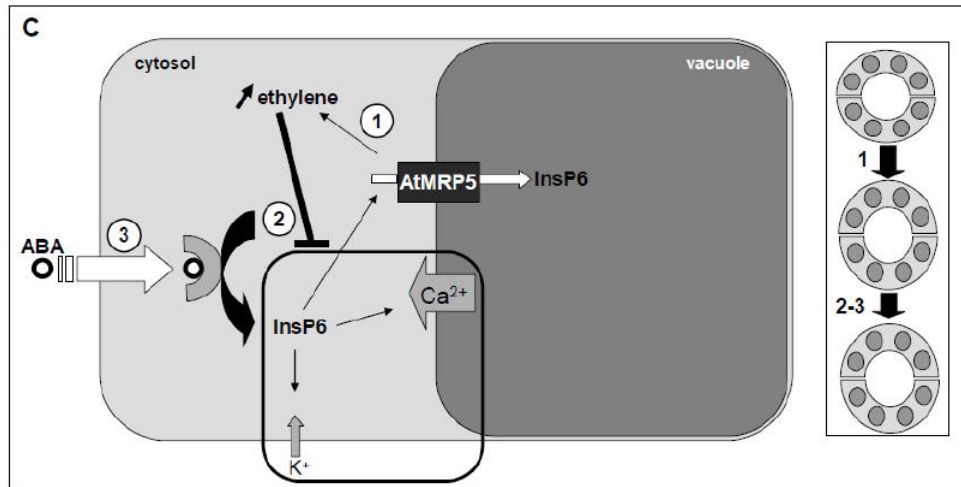 C
cytosol
vacuole
ethylene
1
AtMRP5
InsP6
2
3
ABA
Ca2+
InsP6
K+
1
2-3